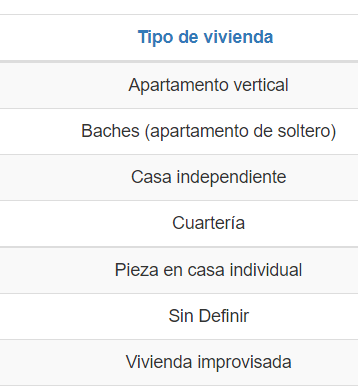 Tipo de vivienda
Apartamento vertical
Baches (apartamento de soltero)
Casa independiente
Cuartería
Pieza en casa individual
Sin Definir
Vivienda improvisada